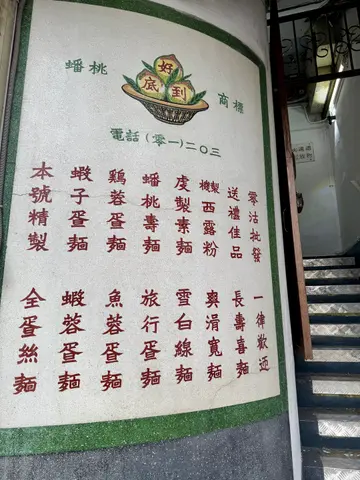 蟠桃
好到底
商標
電話(零一)二〇三
本號精製
蝦子蛋麵
鷄蓉蛋麵
蟠桃壽麵
虔製素麵
機製西露粉
送禮佳品
零沽批發
全蛋絲麵
蝦蓉蛋麵
魚蓉蛋麵
旅行蛋麵
雪白線麵
爽滑寬麵
長壽喜麵
一律歡迎